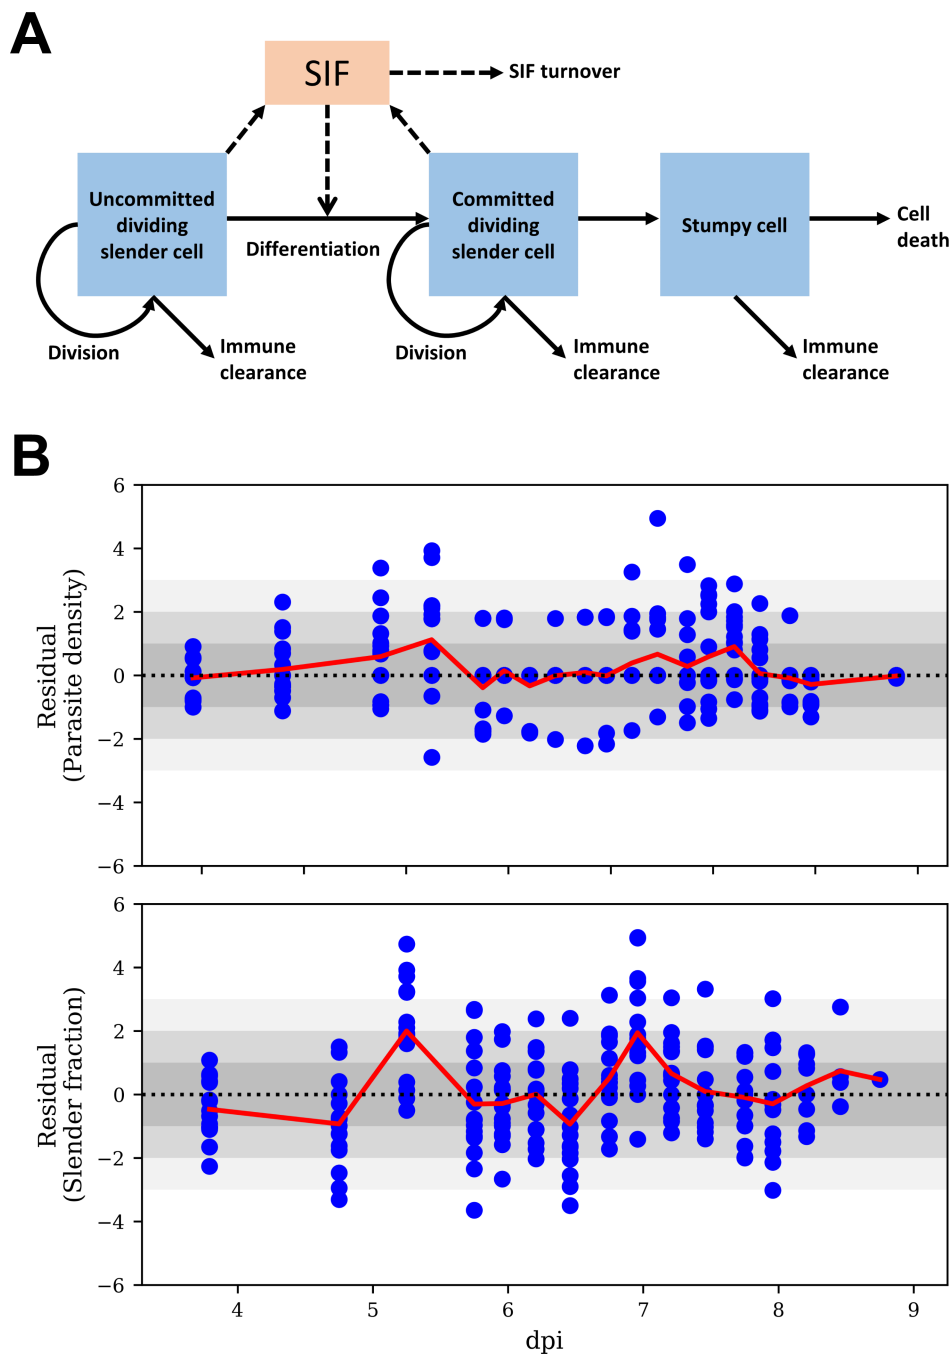 A
SIF
SIF turnover
Uncommitted
dividing
slender cell
Differentiation
Committed
dividing
slender cell
Stumpy cell
Cell
death
Division
Immune
clearance
Division
Immune
clearance
Immune
clearance
B
Residual
(Parasite density)
6
4
2
0
−2
−4
−6
Residual
(Slender fraction)
6
4
2
0
−2
−4
−6
4 5 6 7 8 9
dpi